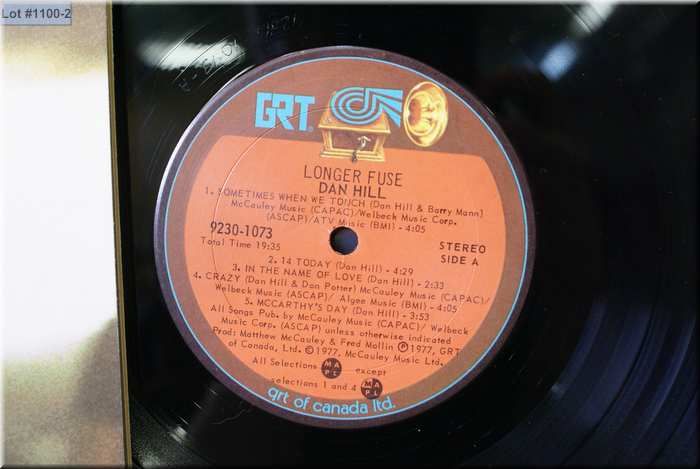 Lot #1100-2
GRT®
LONGER FUSE
DAN HILL
1. SOMETIMES WHEN WE TOUCH (Dan Hill & Barry Mann)
McCauley Music (CAPAC)/Welbeck Music Corp.
(ASCAP)/ATV Music (BMI) - 4:05
9230-1073
Total Time 19:35
STEREO
SIDE A
2. 14 TODAY (Dan Hill) - 4:29
3. IN THE NAME OF LOVE (Dan Hill) - 2:33
4. CRAZY (Dan Hill & Don Potter) McCauley Music (CAPAC)/
Welbeck Music (ASCAP)/ Algee Music (BMI) - 4:05
5. MCCARTHY'S DAY (Dan Hill) - 3:53
All Songs Pub. by McCauley Music (CAPAC)/ Welbeck
Music Corp. (ASCAP) unless otherwise indicated
Prod: Matthew McCauley & Fred Mollin ℗ 1977, GRT
of Canada, Ltd. © 1977, McCauley Music Ltd.
All Selections MAPL except
selections 1 and 4 MAPL
grt of canada ltd.